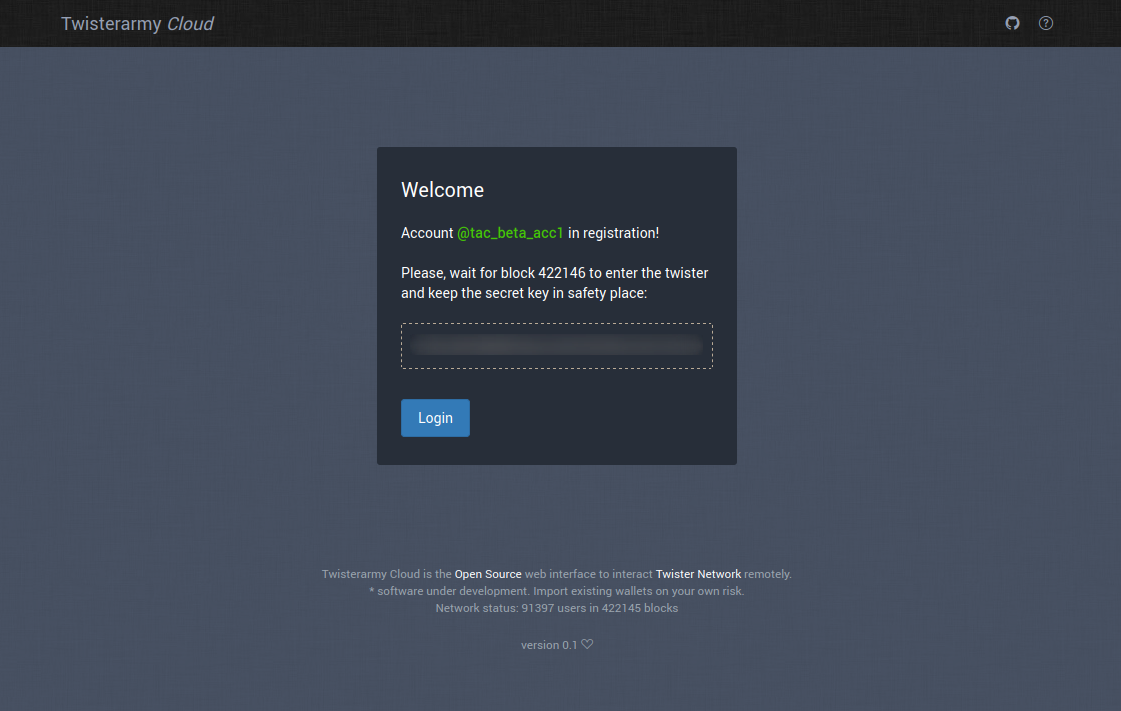 Twisterarmy Cloud
Welcome
Account @tac_beta_acc1 in registration!
Please, wait for block 422146 to enter the twister
and keep the secret key in safety place:
Login
Twisterarmy Cloud is the Open Source web interface to interact Twister Network remotely.
* software under development. Import existing wallets on your own risk.
Network status: 91397 users in 422145 blocks
version 0.1 ♡